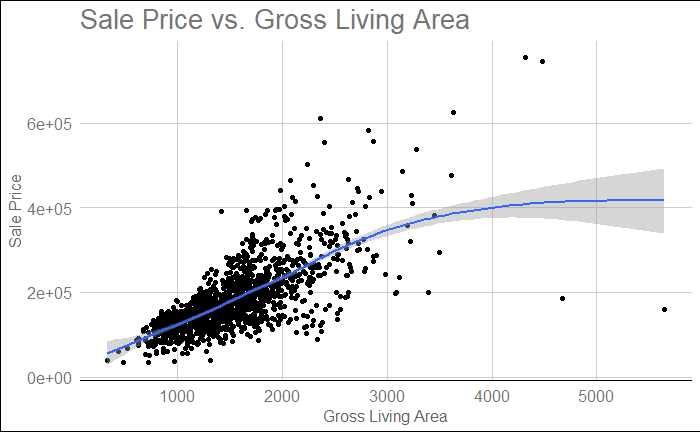 Sale Price vs. Gross Living Area
Sale Price
6e+05
4e+05
2e+05
0e+00
1000 2000 3000 4000 5000
Gross Living Area